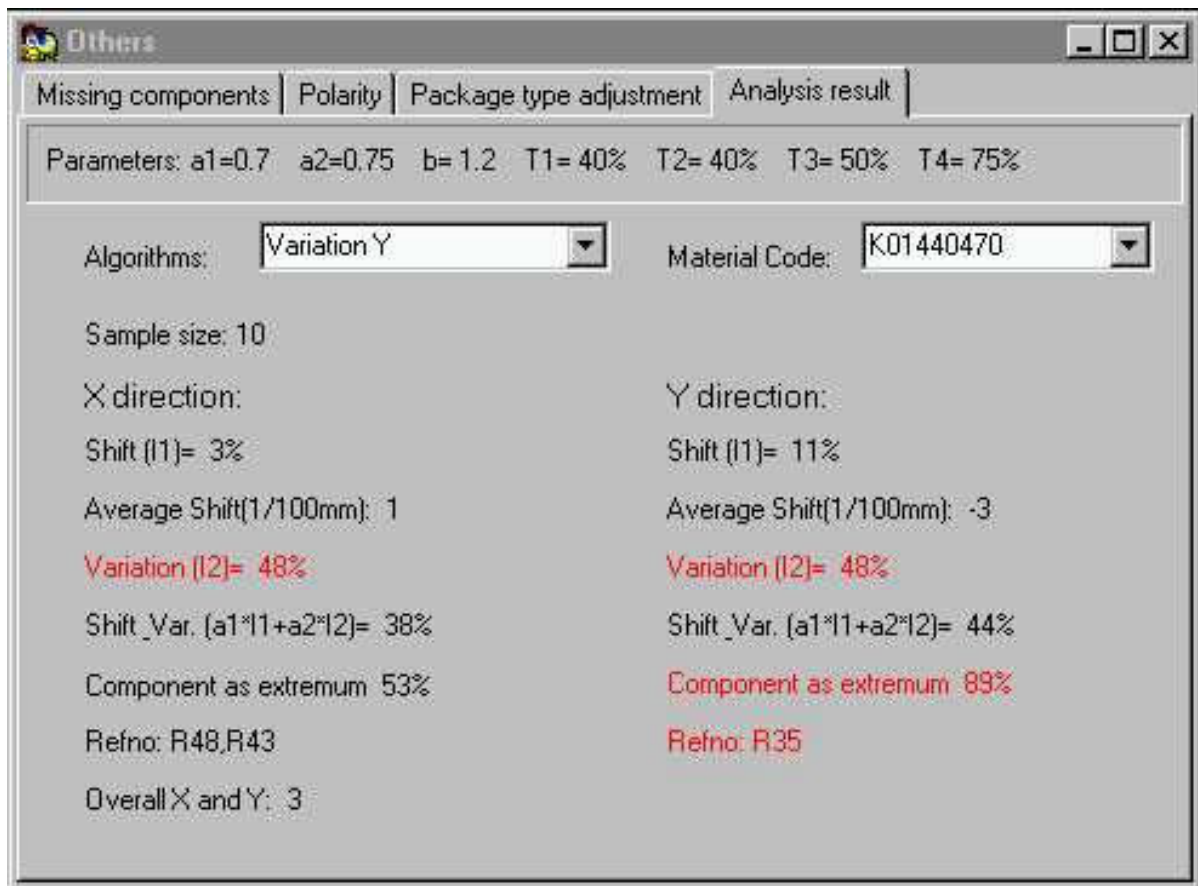 Others
Missing components Polarity Package type adjustment Analysis result
Parameters: a1=0.7 a2=0.75 b= 1.2 T1= 40% T2= 40% T3= 50% T4= 75%
Algorithms: Variation Y Material Code: K01440470
Sample size: 10
X direction: Y direction:
Shift (I1)= 3% Shift (I1)= 11%
Average Shift(1/100mm): 1 Average Shift(1/100mm): -3
Variation (I2)= 48% Variation (I2)= 48%
Shift_Var. (a1*I1+a2*I2)= 38% Shift_Var. (a1*I1+a2*I2)= 44%
Component as extremum 53% Component as extremum 89%
Refno: R48,R43 Refno: R35
Overall X and Y: 3